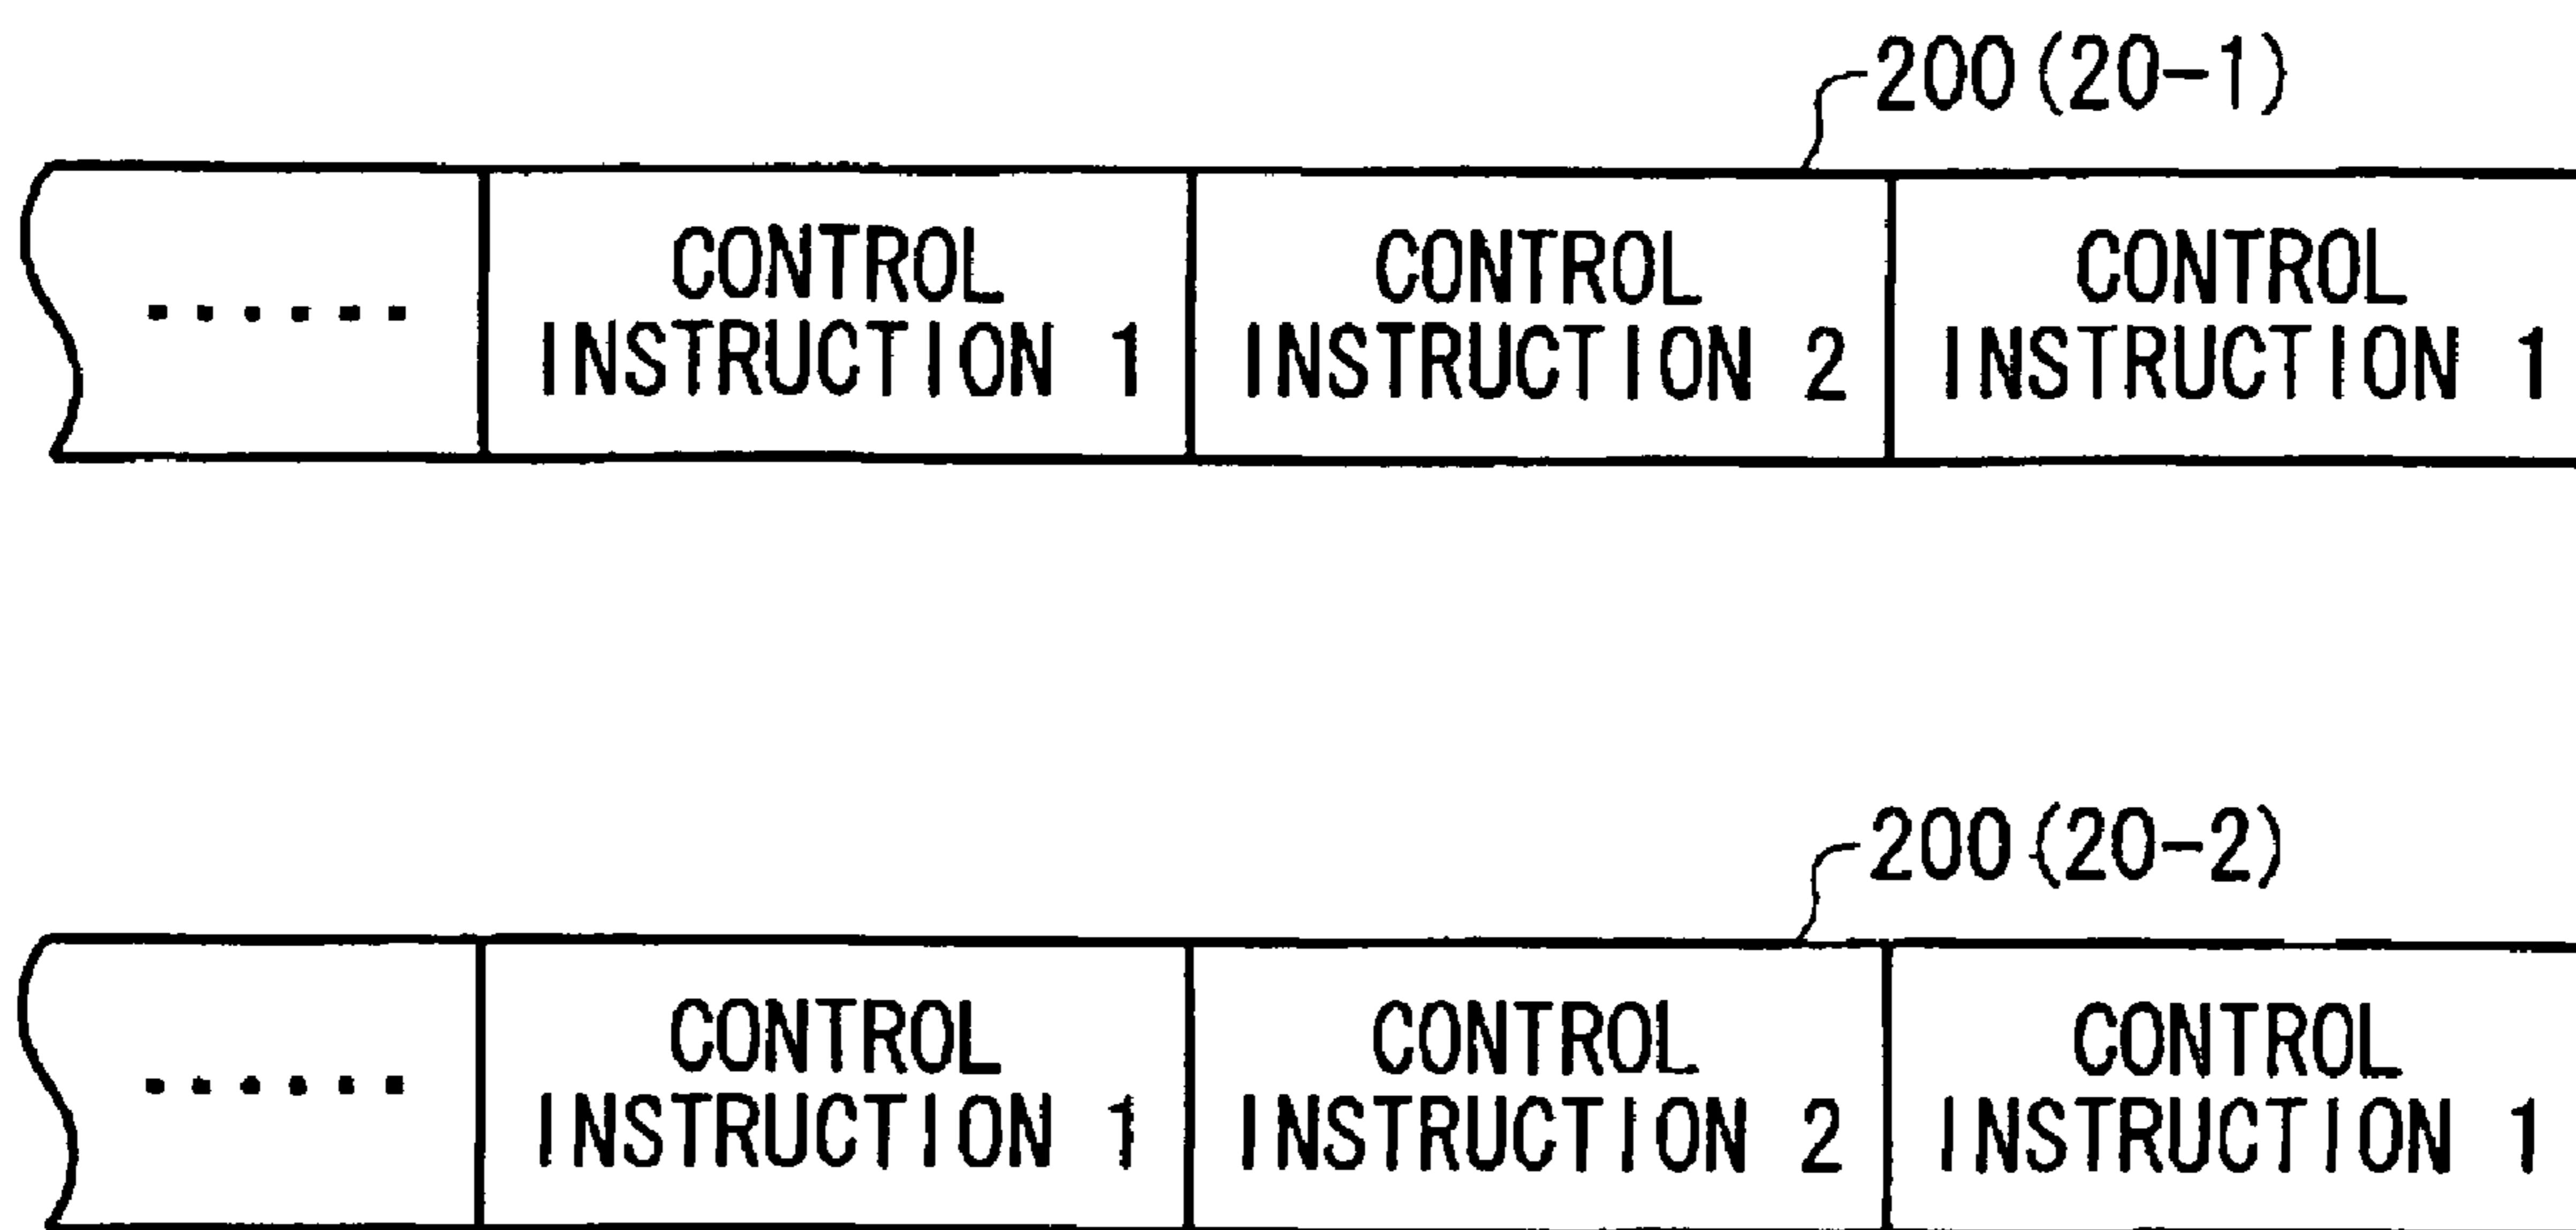 200 (20-1)
......
CONTROL
INSTRUCTION 1
CONTROL
INSTRUCTION 2
CONTROL
INSTRUCTION 1
200 (20-2)
......
CONTROL
INSTRUCTION 1
CONTROL
INSTRUCTION 2
CONTROL
INSTRUCTION 1